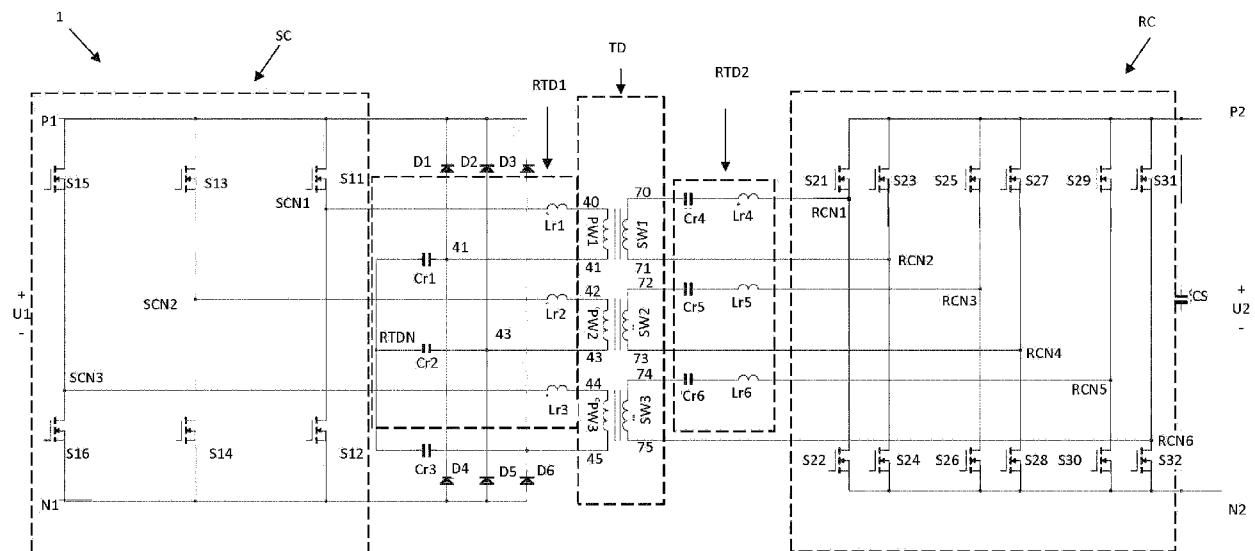 1
SC
TD
RC
RTD1
RTD2
P1
P2
S15
S13
S11
D1
D2
D3
S21
S23
S25
S27
S29
S31
SCN1
40
70
Lr1
PW1
SW1
Cr4
Lr4
RCN1
41
Cr1
41
71
RCN2
42
72
SCN2
Lr2
PW2
SW2
Cr5
Lr5
RCN3
CS
+
U1
-
+
U2
-
RTDN
Cr2
43
43
73
RCN4
SCN3
44
74
Lr3
PW3
SW3
Cr6
Lr6
RCN5
S16
S14
S12
Cr3
45
75
RCN6
D4
D5
D6
S22
S24
S26
S28
S30
S32
N1
N2